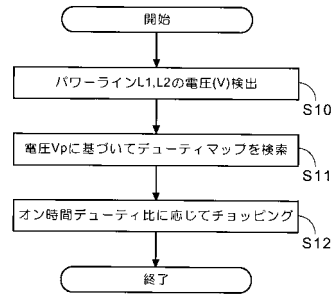 開始
パワーラインL1,L2の電圧(V)検出
S10
電圧Vpに基づいてデューティマップを検索
S11
オン時間デューティ比に応じてチョッピング
S12
終了